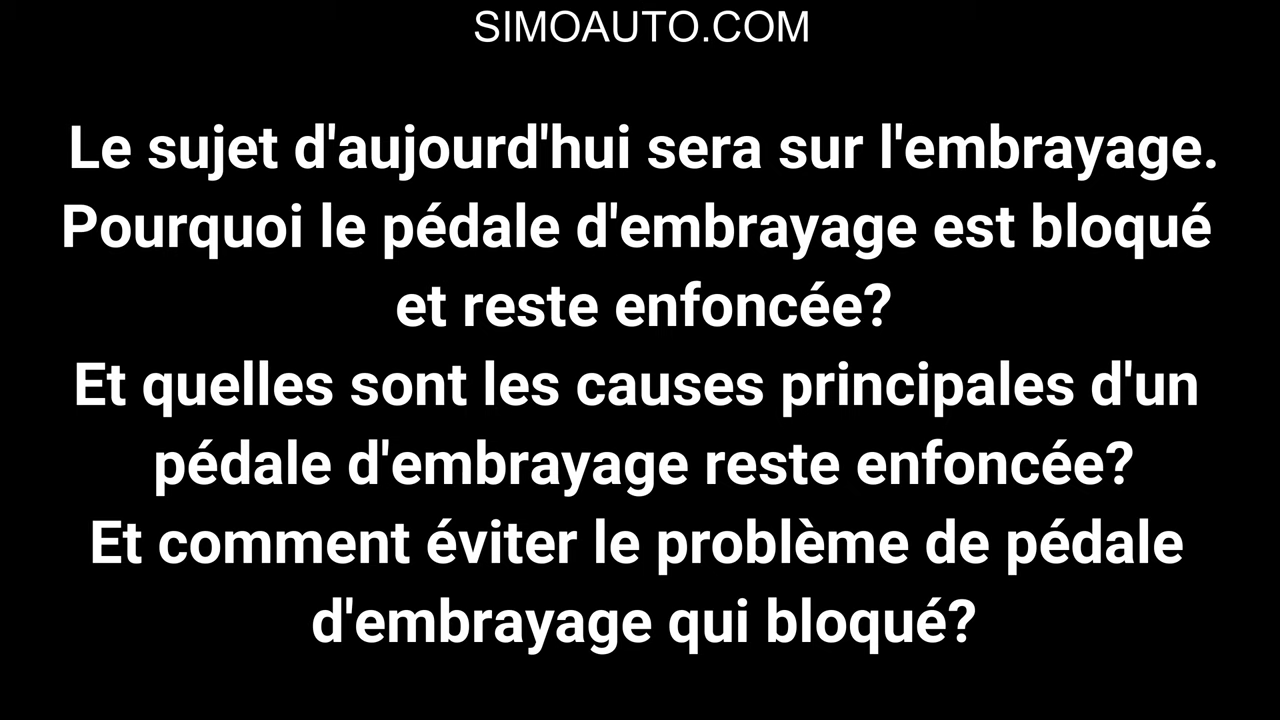 SIMOAUTO.COM
Le sujet d'aujourd'hui sera sur l'embrayage.
Pourquoi le pédale d'embrayage est bloqué
et reste enfoncée?
Et quelles sont les causes principales d'un
pédale d'embrayage reste enfoncée?
Et comment éviter le problème de pédale
d'embrayage qui bloqué?